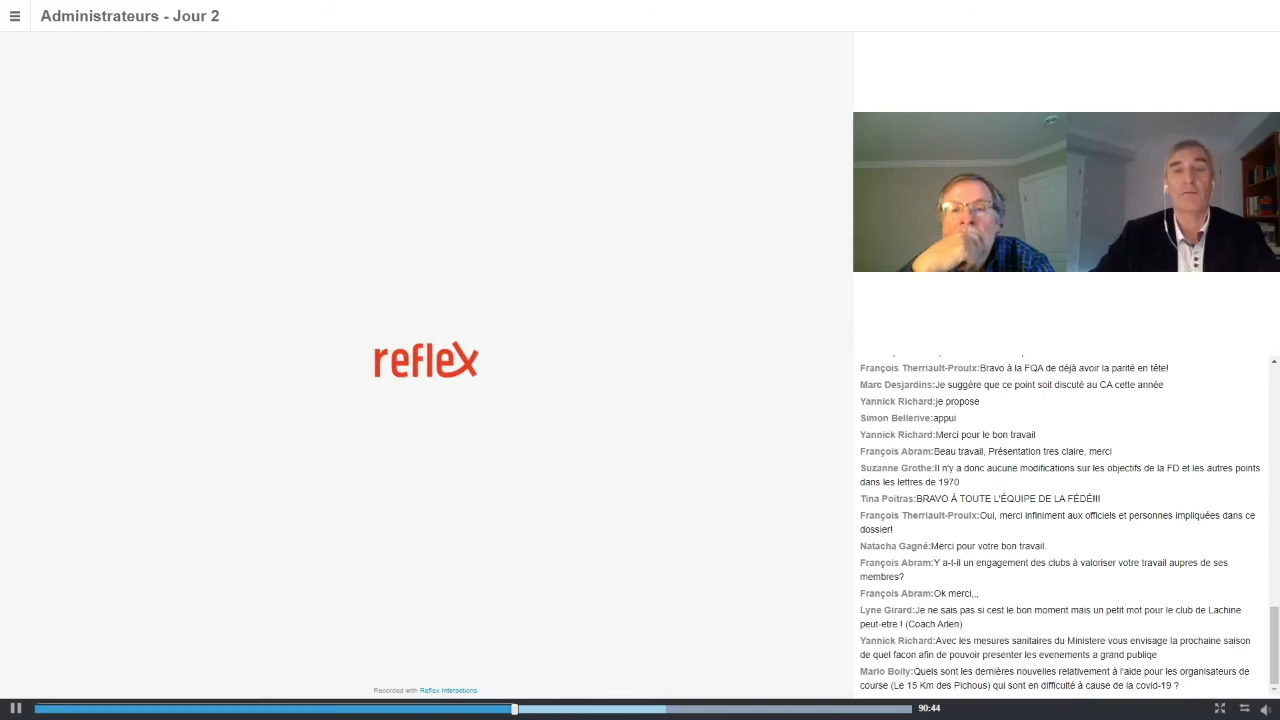 Administrateurs - Jour 2
reflex
François Therriault-Proulx:Bravo à la FQA de déjà avoir la parité en tête!
Marc Desjardins:Je suggère que ce point soit discuté au CA cette année
Yannick Richard:je propose
Simon Bellerive:appui
Yannick Richard:Merci pour le bon travail
François Abram:Beau travail, Présentation tres claire, merci
Suzanne Grothe:Il n'y a donc aucune modifications sur les objectifs de la FD et les autres points
dans les lettres de 1970
Tina Poitras:BRAVO À TOUTE L'ÉQUIPE DE LA FÉDÉ!!!
François Therriault-Proulx:Oui, merci infiniment aux officiels et personnes impliquées dans ce
dossier!
Natacha Gagné:Merci pour votre bon travail.
François Abram:Y a-t-il un engagement des clubs à valoriser votre travail aupres de ses
membres?
François Abram:Ok merci,,,
Lyne Girard:Je ne sais pas si cest le bon moment mais un petit mot pour le club de Lachine
peut-etre ! (Coach Arlen)
Yannick Richard:Avec les mesures sanitaires du Ministere vous envisage la prochaine saison
de quel facon afin de pouvoir presenter les evenements a grand publiqe
Mario Boily:Quels sont les dernières nouvelles relativement à l'aide pour les organisateurs de
course (Le 15 Km des Pichous) qui sont en difficulté à cause de la covid-19 ?
Recorded with Reflex Interactions.
90:44